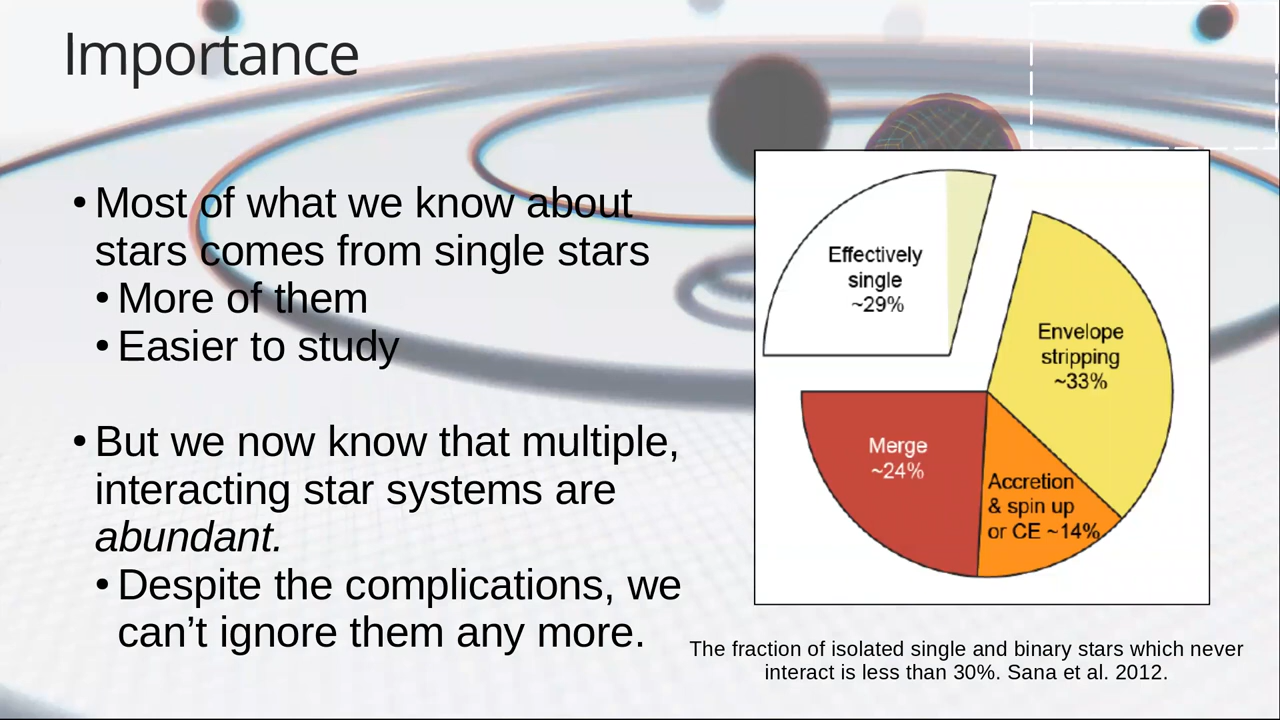 Importance
• Most of what we know about
stars comes from single stars
• More of them
• Easier to study
• But we now know that multiple,
interacting star systems are
abundant.
• Despite the complications, we
can’t ignore them any more.
Effectively
single
~29%
Envelope
stripping
~33%
Merge
~24%
Accretion
& spin up
or CE ~14%
The fraction of isolated single and binary stars which never
interact is less than 30%. Sana et al. 2012.